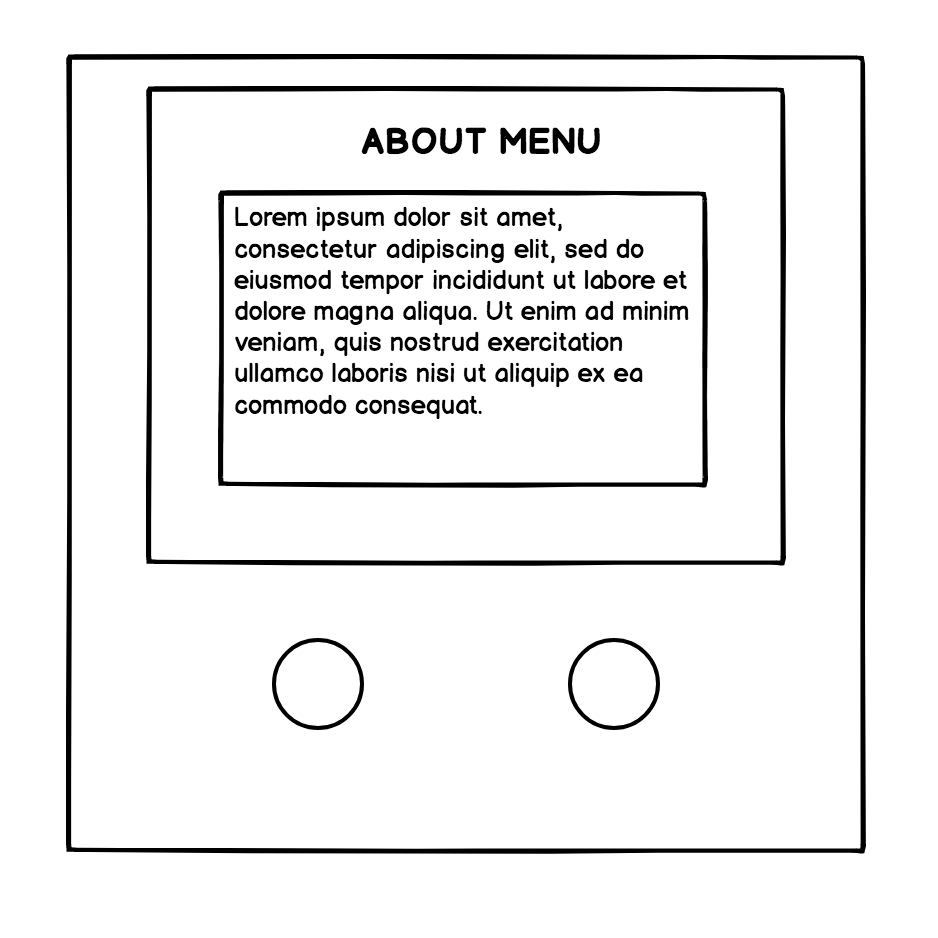 ABOUT MENU
Lorem ipsum dolor sit amet,
consectetur adipiscing elit, sed do
eiusmod tempor incididunt ut labore et
dolore magna aliqua. Ut enim ad minim
veniam, quis nostrud exercitation
ullamco laboris nisi ut aliquip ex ea
commodo consequat.